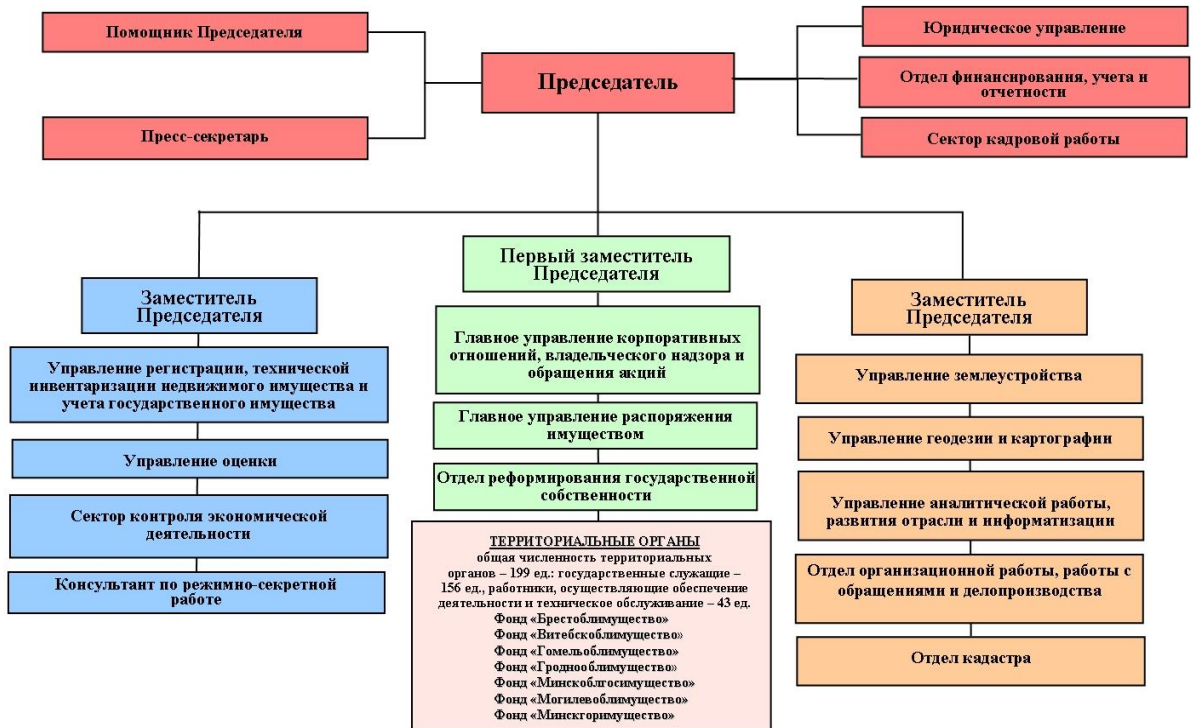 Помощник Председателя
Пресс-секретарь
Председатель
Юридическое управление
Отдел финансирования, учета и
отчетности
Сектор кадровой работы
Заместитель
Председателя
Управление регистрации, технической
инвентаризации недвижимого имущества и
учета государственного имущества
Управление оценки
Сектор контроля экономической
деятельности
Консультант по режимно-секретной
работе
Первый заместитель
Председателя
Главное управление корпоративных
отношений, владельческого надзора и
обращения акций
Главное управление распоряжения
имуществом
Отдел реформирования государственной
собственности
ТЕРРИТОРИАЛЬНЫЕ ОРГАНЫ
общая численность территориальных
органов – 199 ед.: государственные служащие –
156 ед., работники, осуществляющие обеспечение
деятельности и техническое обслуживание – 43 ед.
Фонд «Брестоблимущество»
Фонд «Витебскоблимущество»
Фонд «Гомельоблимущество»
Фонд «Гроднооблимущество»
Фонд «Минскоблгосимущество»
Фонд «Могилевоблимущество»
Фонд «Минскгоримущество»
Заместитель
Председателя
Управление землеустройства
Управление геодезии и картографии
Управление аналитической работы,
развития отрасли и информатизации
Отдел организационной работы, работы с
обращениями и делопроизводства
Отдел кадастра